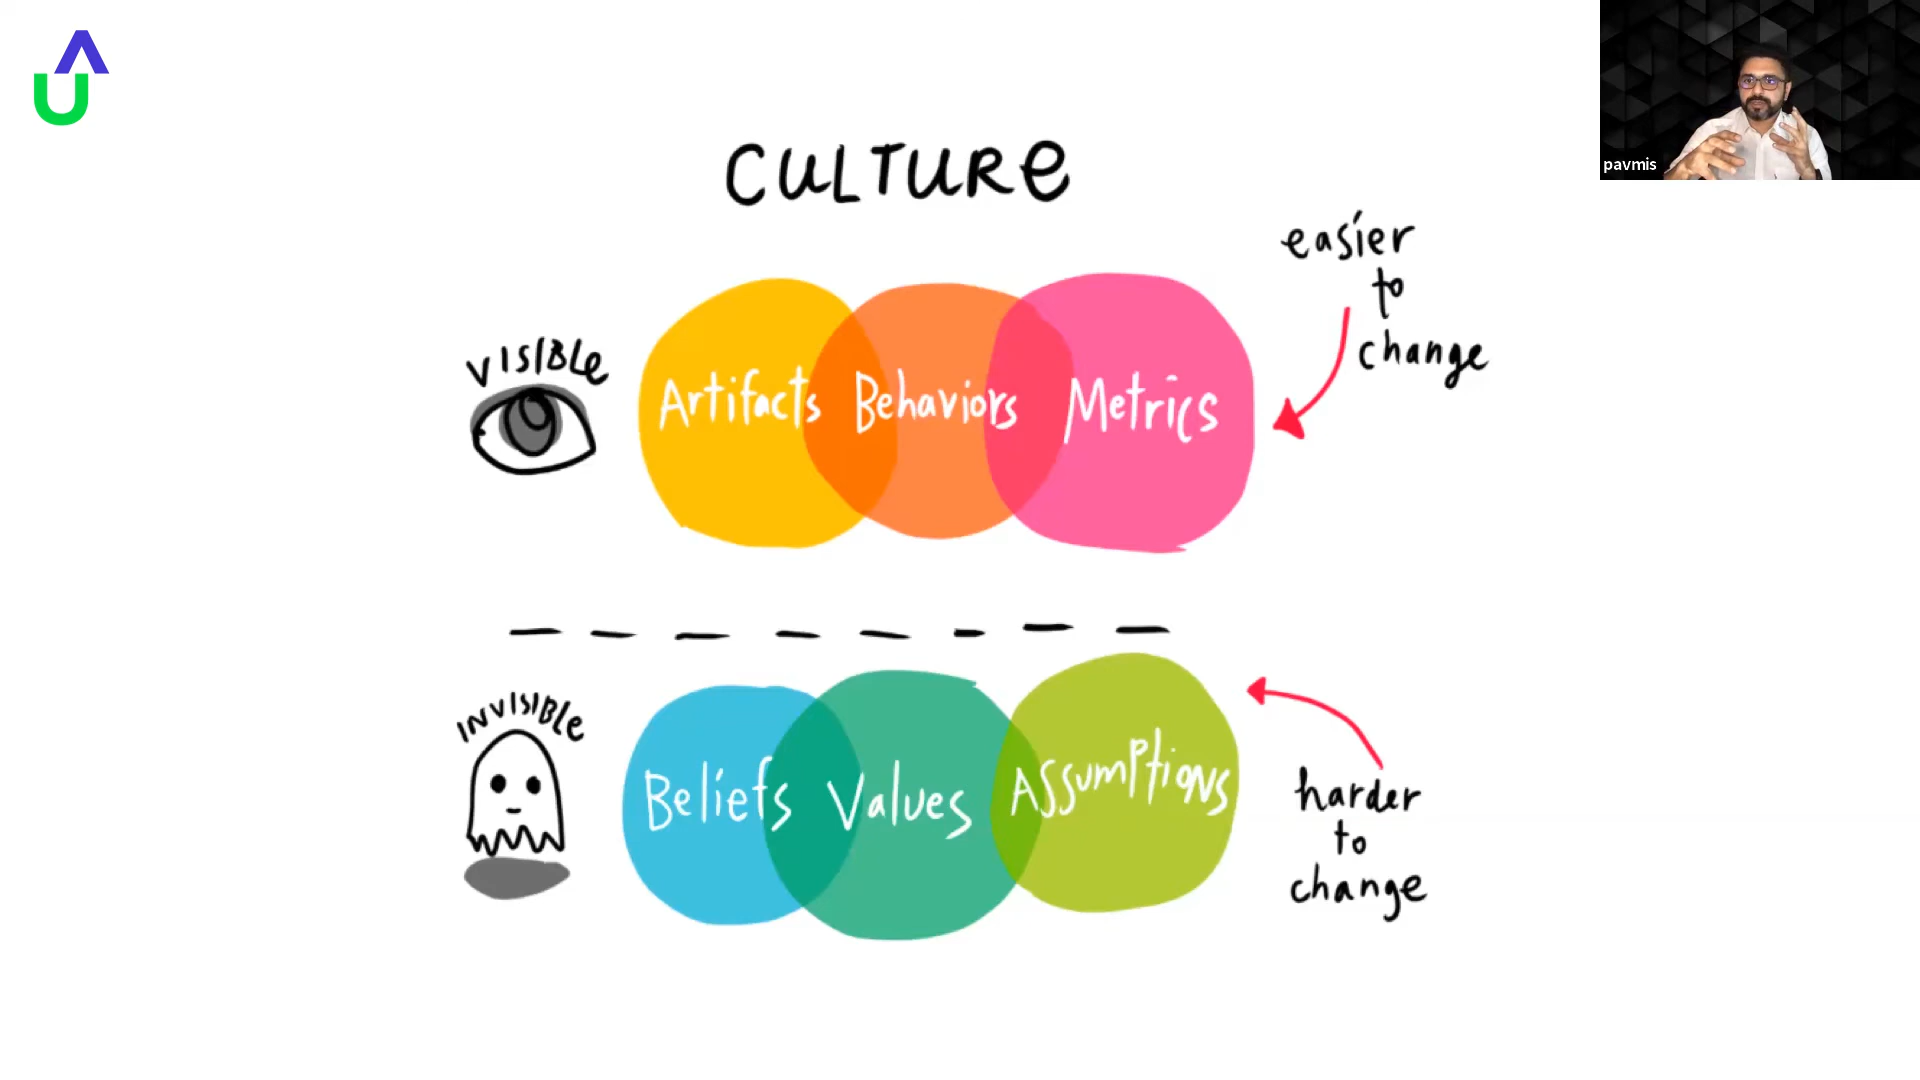 pavmis
CULTURE
easier
to
change
VISIBLE
Artifacts Behaviors Metrics
INVISIBLE
Beliefs Values Assumptions
harder
to
change